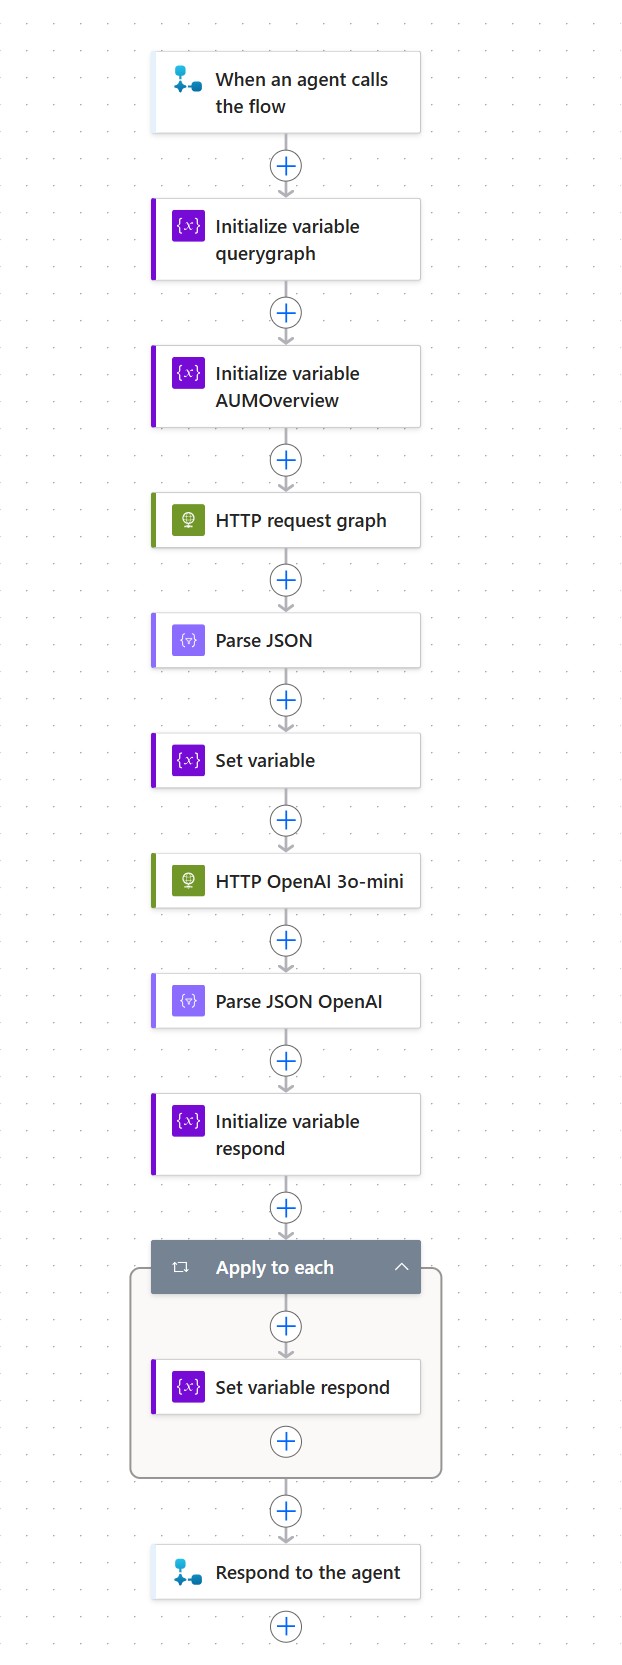 When an agent calls
the flow
{x} Initialize variable
querygraph
{x} Initialize variable
AUMOverview
HTTP request graph
Parse JSON
{x} Set variable
HTTP OpenAI 3o-mini
Parse JSON OpenAI
{x} Initialize variable
respond
Apply to each
{x} Set variable respond
Respond to the agent